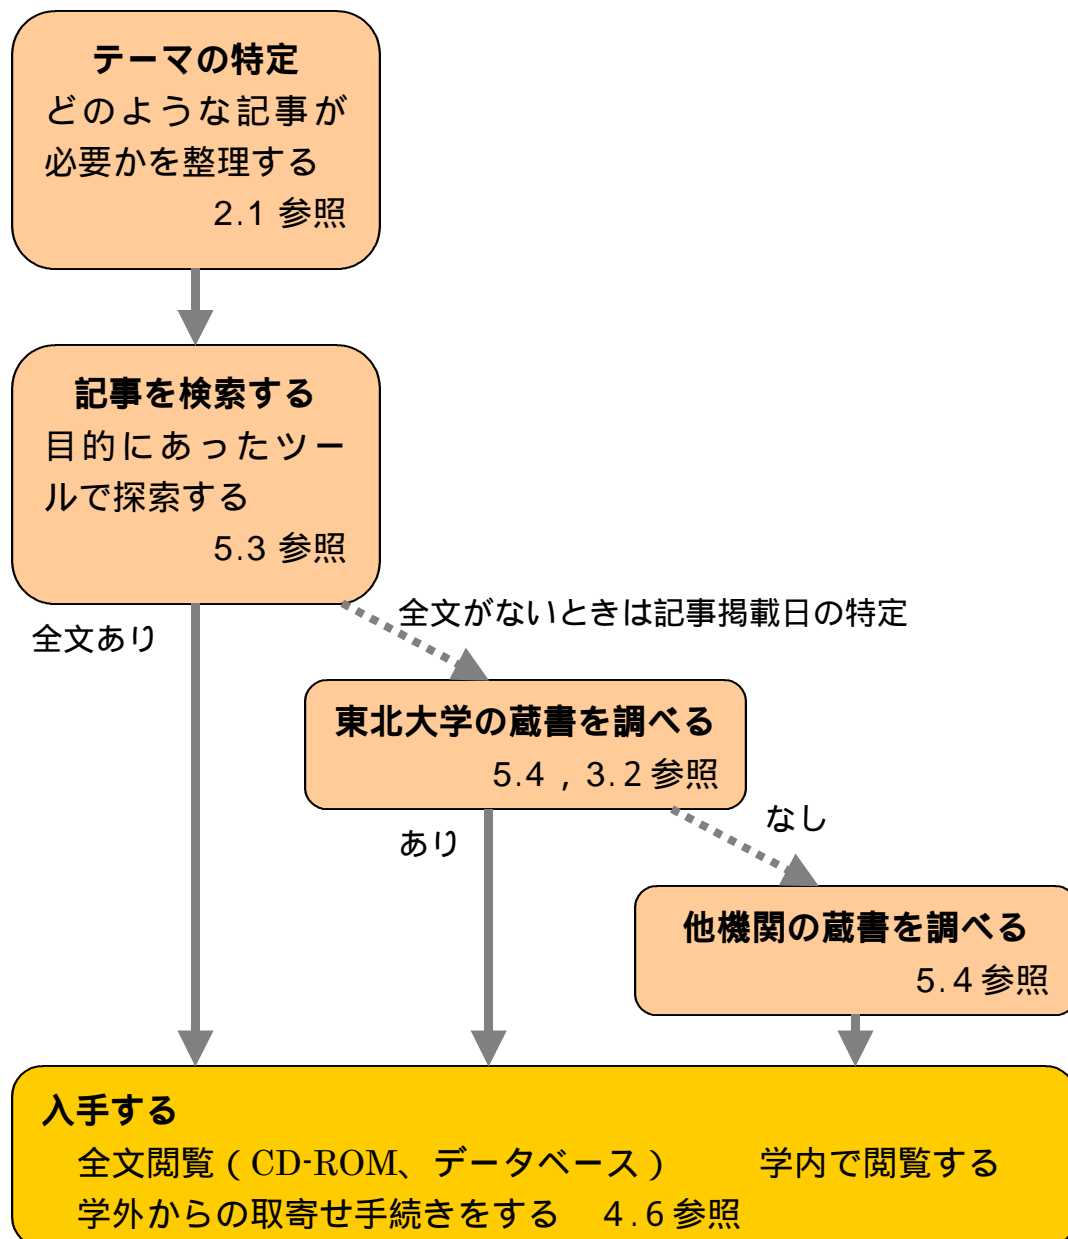 テーマの特定
どのような記事が
必要かを整理する
2.1 参照
記事を検索する
目的にあったツー
ルで探索する
5.3 参照
全文がないときは記事掲載日の特定
全文あり
東北大学の蔵書を調べる
5.4，3.2 参照
なし
あり
他機関の蔵書を調べる
5.4 参照
入手する
全文閲覧（CD-ROM、データベース） 学内で閲覧する
学外からの取寄せ手続きをする 4.6 参照